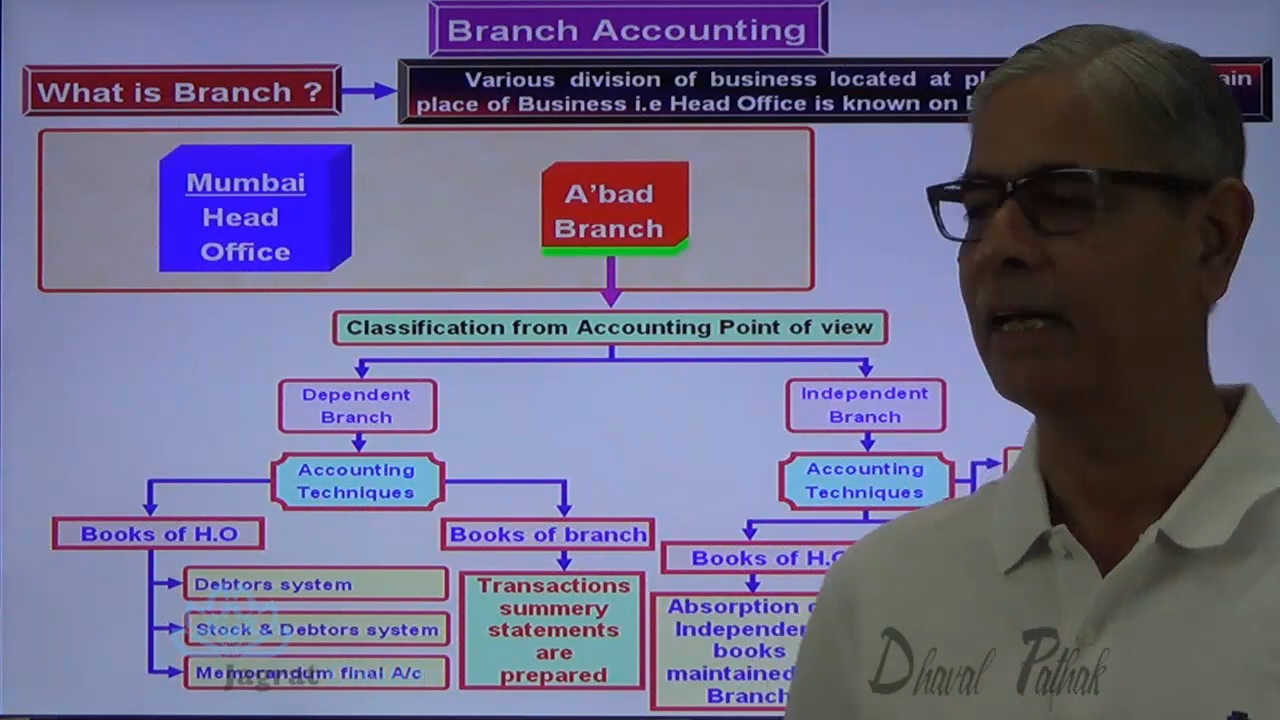 Branch Accounting
What is Branch ?
Various division of business located at
place of Business i.e Head Office is known on
Mumbai
Head
Office
A’bad
Branch
Classification from Accounting Point of view
Dependent
Branch
Independent
Branch
Accounting
Techniques
Accounting
Techniques
Books of H.O
Books of branch
Books of H.O
Debtors system
Stock & Debtors system
Memorandum final A/c
Transactions
summery
statements
are
prepared
Absorption
books
maintained
Branch
Jagrat
Dhaval Pathak